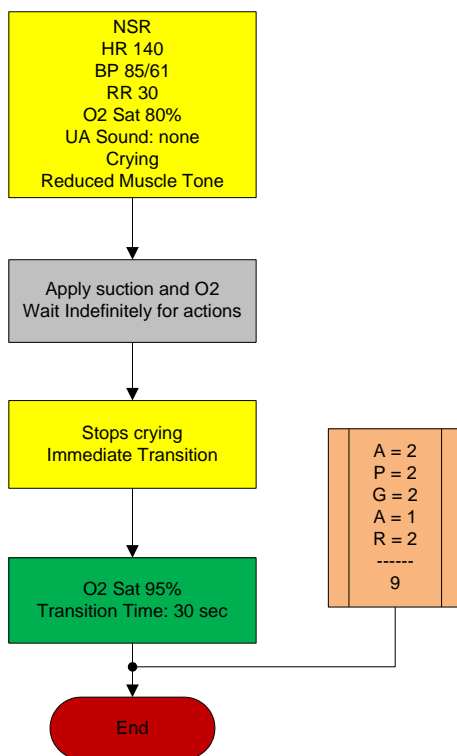 NSR
HR 140
BP 85/61
RR 30
O2 Sat 80%
UA Sound: none
Crying
Reduced Muscle Tone
Apply suction and O2
Wait Indefinitely for actions
Stops crying
Immediate Transition
A = 2
P = 2
G = 2
A = 1
R = 2
------
9
O2 Sat 95%
Transition Time: 30 sec
End